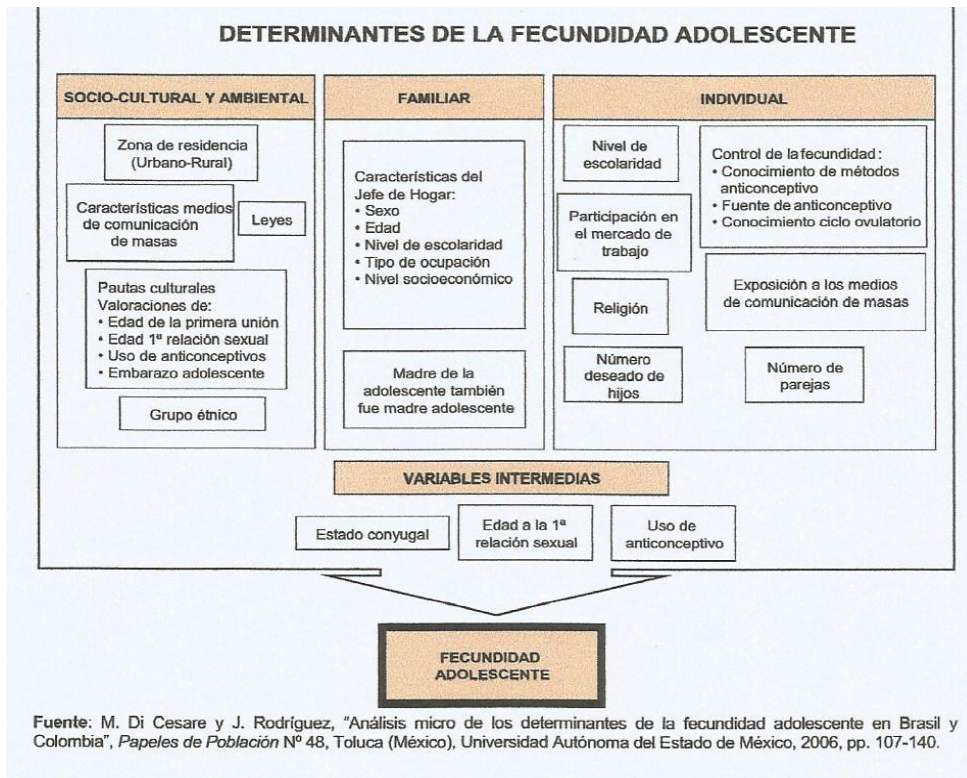 DETERMINANTES DE LA FECUNDIDAD ADOLESCENTE
SOCIO-CULTURAL Y AMBIENTAL
Zona de residencia
(Urbano-Rural)
Características medios
de comunicación
de masas
Leyes
Pautas culturales
Valoraciones de:
• Edad de la primera unión
• Edad 1ª relación sexual
• Uso de anticonceptivos
• Embarazo adolescente
Grupo étnico
FAMILIAR
Características del
Jefe de Hogar:
• Sexo
• Edad
• Nivel de escolaridad
• Tipo de ocupación
• Nivel socioeconómico
Madre de la
adolescente también
fue madre adolescente
INDIVIDUAL
Nivel de
escolaridad
Participación en
el mercado de
trabajo
Religión
Número
deseado de
hijos
Control de la fecundidad:
• Conocimiento de métodos
anticonceptivo
• Fuente de anticonceptivo
• Conocimiento ciclo ovulatorio
Exposición a los medios
de comunicación de masas
Número de
parejas
VARIABLES INTERMEDIAS
Estado conyugal
Edad a la 1ª
relación sexual
Uso de
anticonceptivo
FECUNDIDAD
ADOLESCENTE
Fuente: M. Di Cesare y J. Rodríguez, "Análisis micro de los determinantes de la fecundidad adolescente en Brasil y
Colombia", Papeles de Población Nº 48, Toluca (México), Universidad Autónoma del Estado de México, 2006, pp. 107-140.